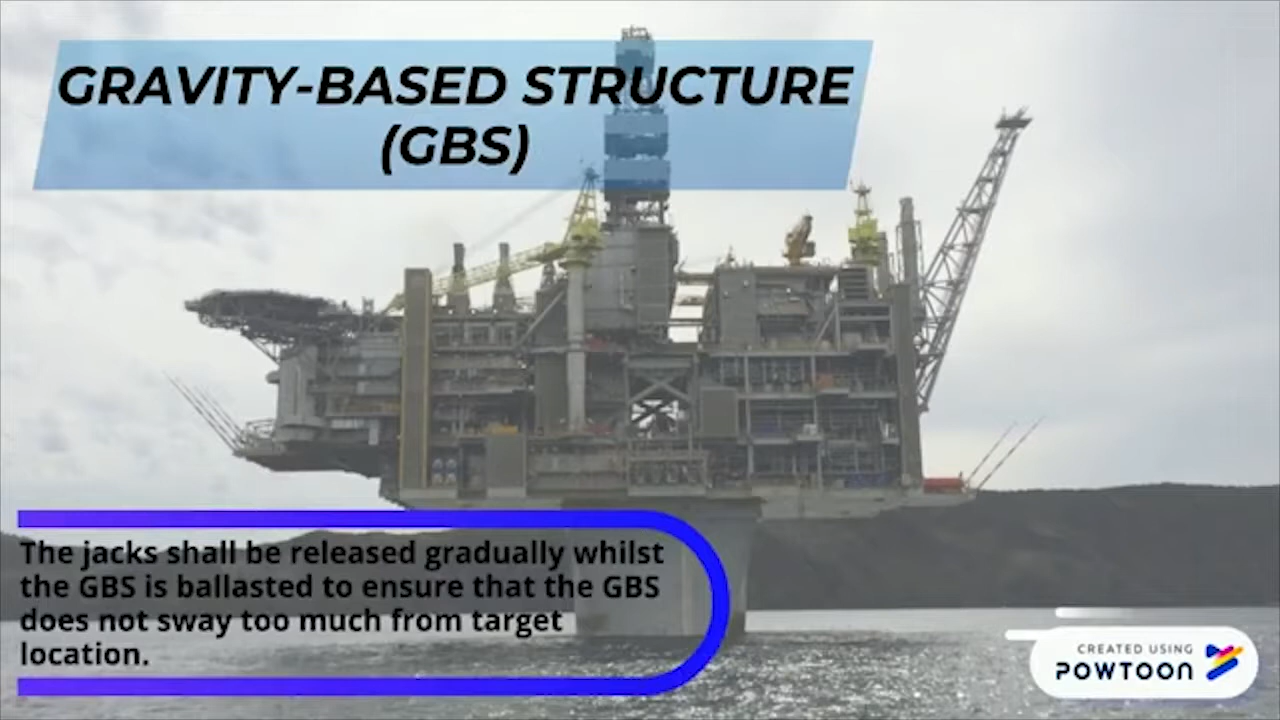 GRAVITY-BASED STRUCTURE
(GBS)
The jacks shall be released gradually whilst
the GBS is ballasted to ensure that the GBS
does not sway too much from target
location.
CREATED USING
POWTOON